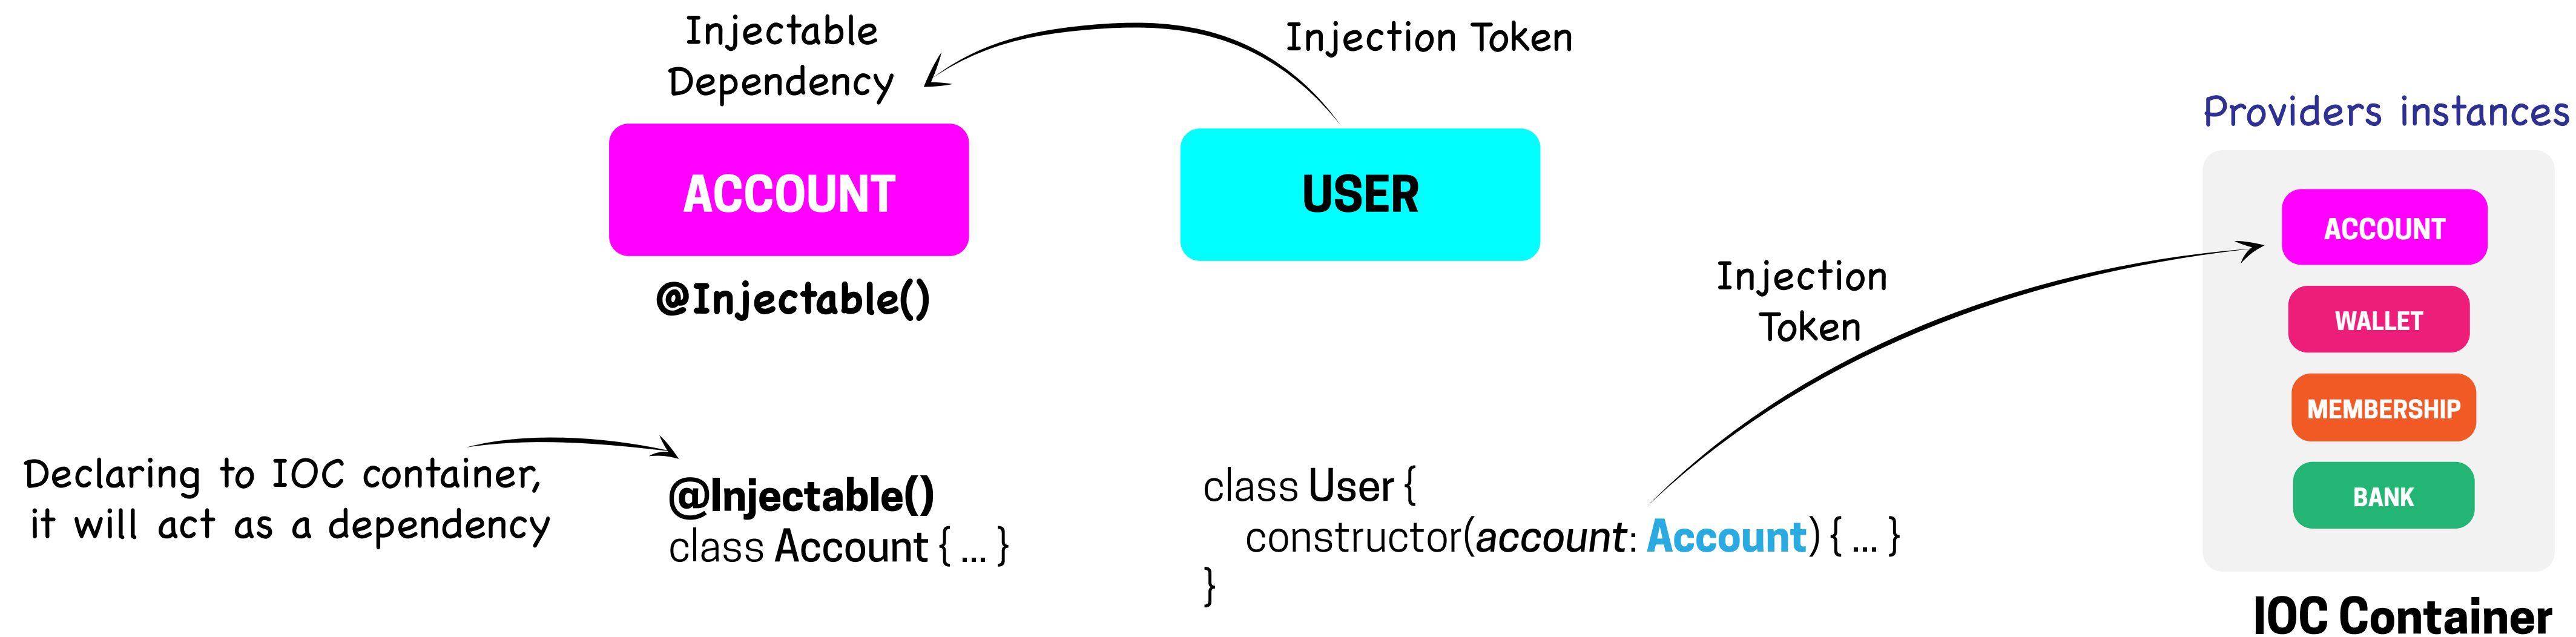 Injectable
Dependency
Injection Token
ACCOUNT
USER
@Injectable()
Declaring to IOC container,
it will act as a dependency
@Injectable()
class Account { ... }
class User {
constructor(account: Account) { ... }
}
Injection
Token
Providers instances
ACCOUNT
WALLET
MEMBERSHIP
BANK
IOC Container